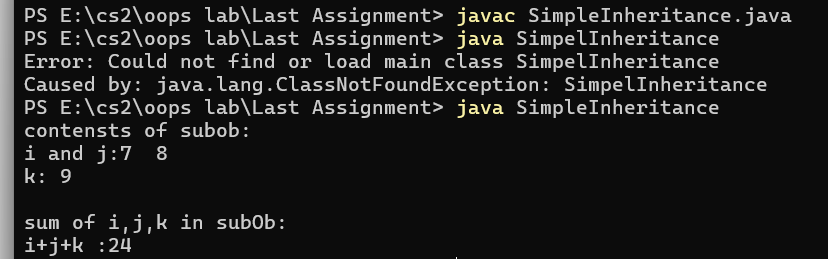 PS E:\cs2\oops lab\Last Assignment> javac SimpleInheritance.java
PS E:\cs2\oops lab\Last Assignment> java SimpelInheritance
Error: Could not find or load main class SimpelInheritance
Caused by: java.lang.ClassNotFoundException: SimpelInheritance
PS E:\cs2\oops lab\Last Assignment> java SimpleInheritance
contensts of subob:
i and j:7  8
k: 9
sum of i,j,k in subOb:
i+j+k :24